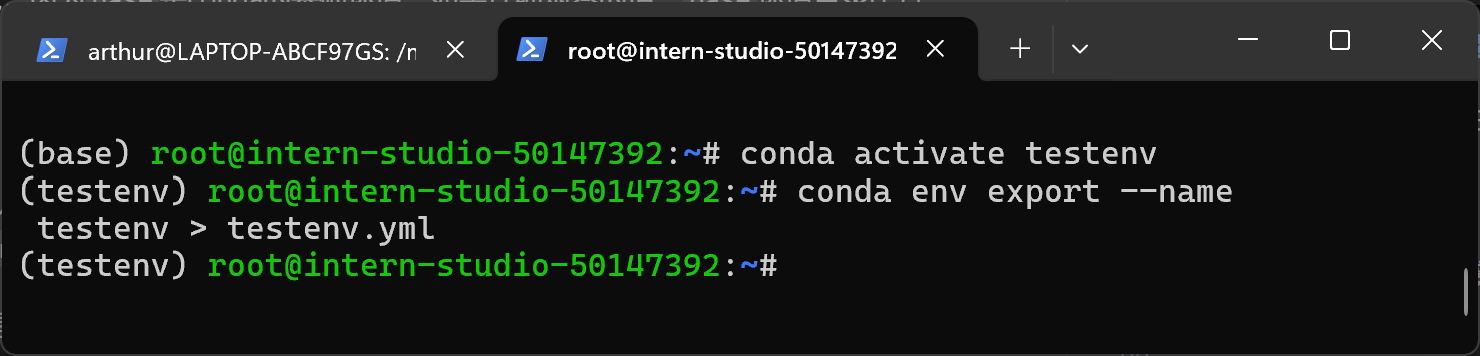 arthur@LAPTOP-ABCF97GS: /n
root@intern-studio-50147392
(base) root@intern-studio-50147392:~# conda activate testenv
(testenv) root@intern-studio-50147392:~# conda env export --name
testenv > testenv.yml
(testenv) root@intern-studio-50147392:~#